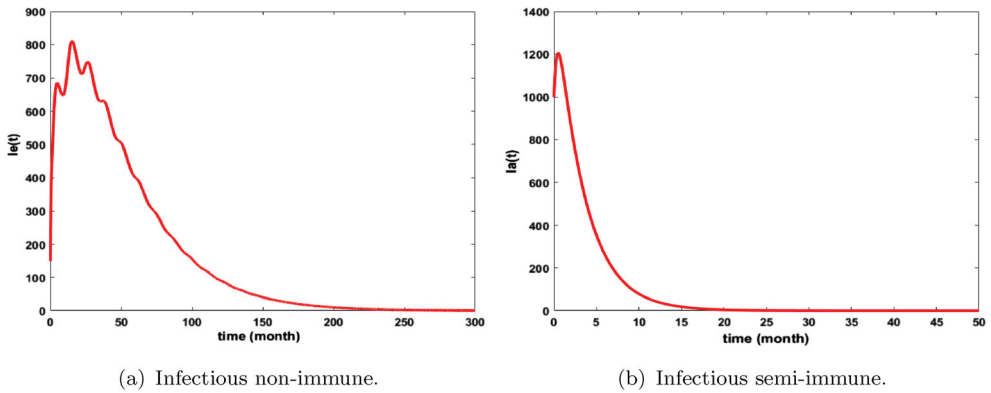 900
800
700
600
500
400
300
200
100
0
Ie(t)
0 50 100 150 200 250 300
time (month)
(a) Infectious non-immune.
1400
1200
1000
800
600
400
200
0
Ia(t)
0 5 10 15 20 25 30 35 40 45 50
time (month)
(b) Infectious semi-immune.